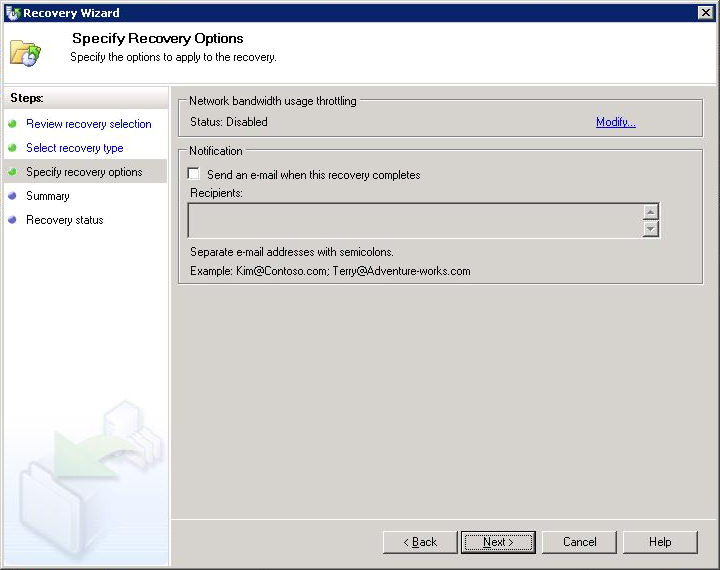 Recovery Wizard
Specify Recovery Options
Specify the options to apply to the recovery.
Steps:
Review recovery selection
Select recovery type
Specify recovery options
Summary
Recovery status
Network bandwidth usage throttling
Status: Disabled
Modify...
Notification
Send an e-mail when this recovery completes
Recipients:
Separate e-mail addresses with semicolons.
Example: Kim@Contoso.com; Terry@Adventure-works.com
< Back
Next >
Cancel
Help